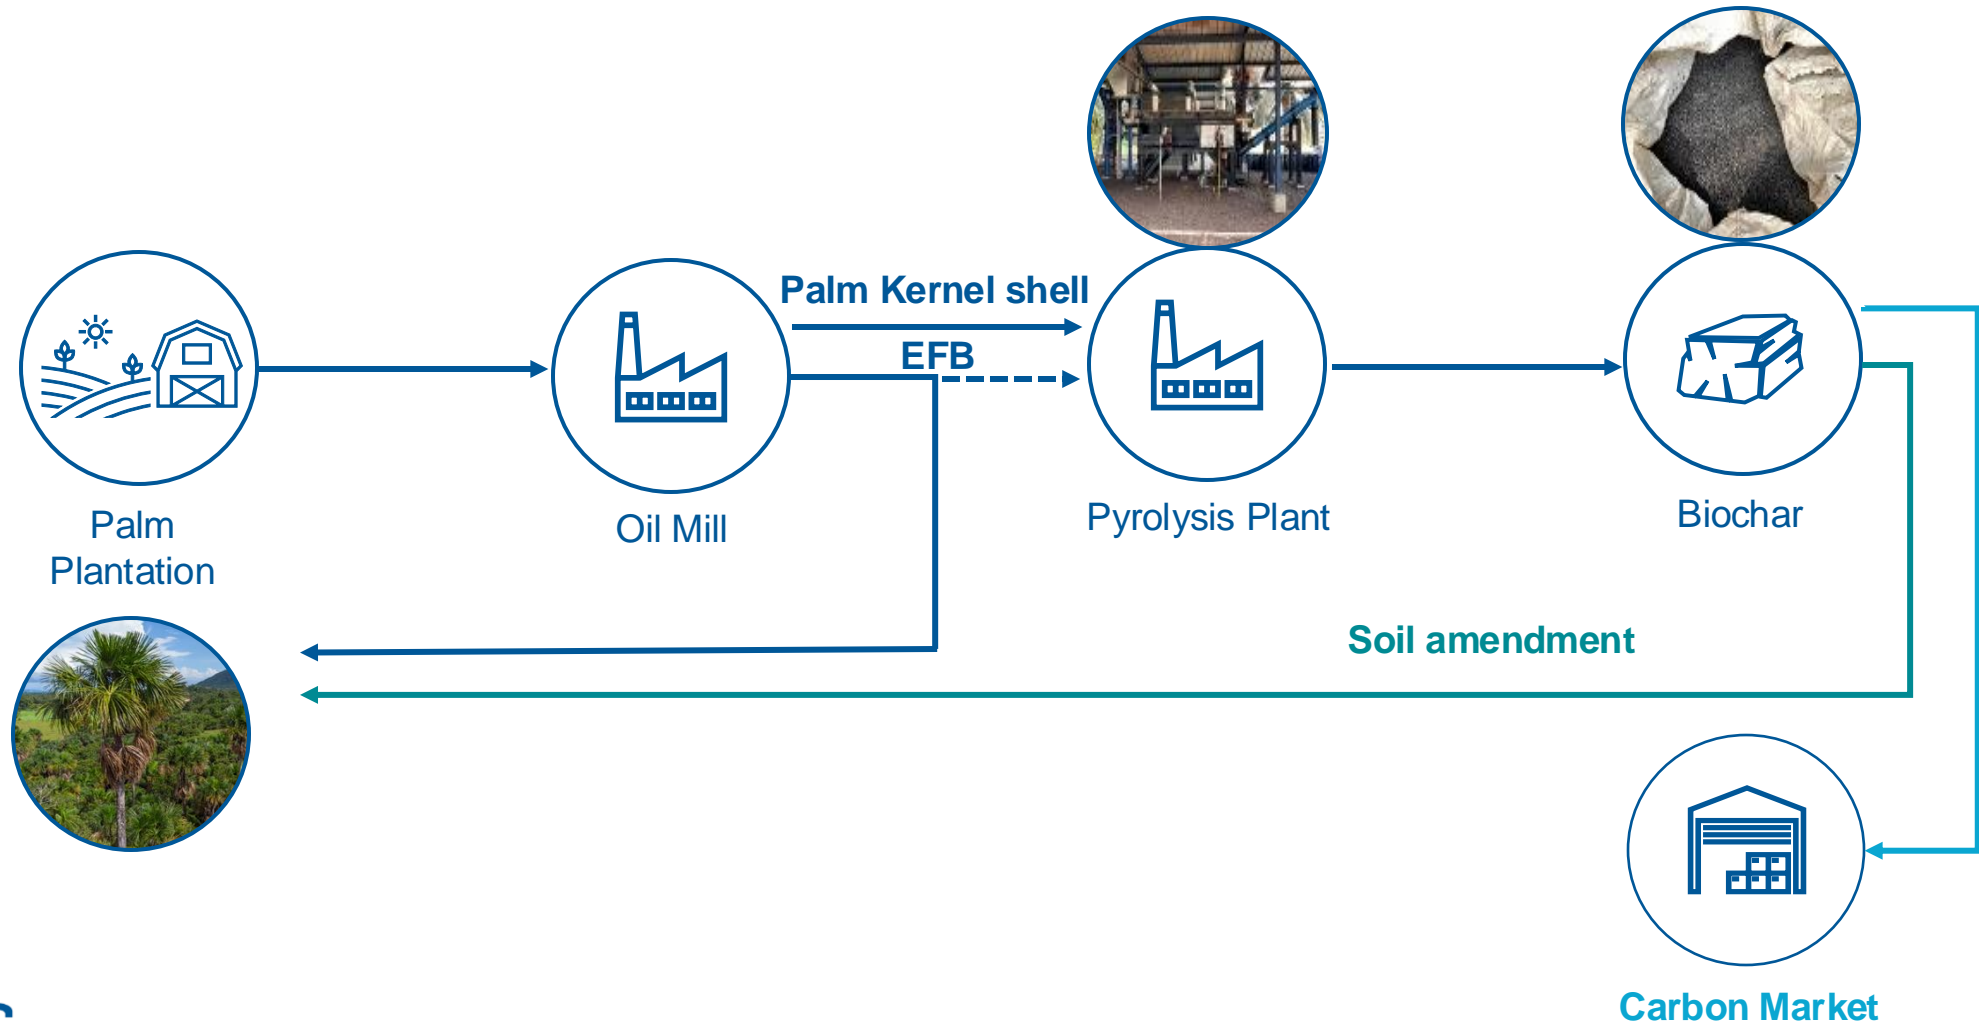 Palm Kernel shell
EFB
Palm
Plantation
Oil Mill
Pyrolysis Plant
Biochar
Soil amendment
Carbon Market